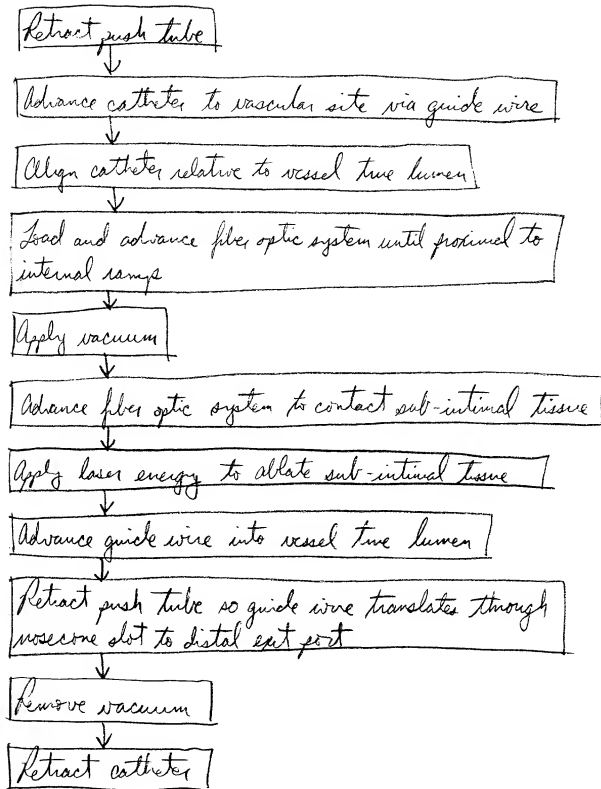 Retract push tube
Advance catheter to vascular site via guide wire
Align catheter relative to vessel true lumen
Load and advance fiber optic system until proximal to
internal ramp
Apply vacuum
Advance fiber optic system to contact sub-intimal tissue
Apply laser energy to ablate sub-intimal tissue
Advance guide wire into vessel true lumen
Retract push tube so guide wire translates through
nosecone slot to distal exit port
Remove vacuum
Retract catheter